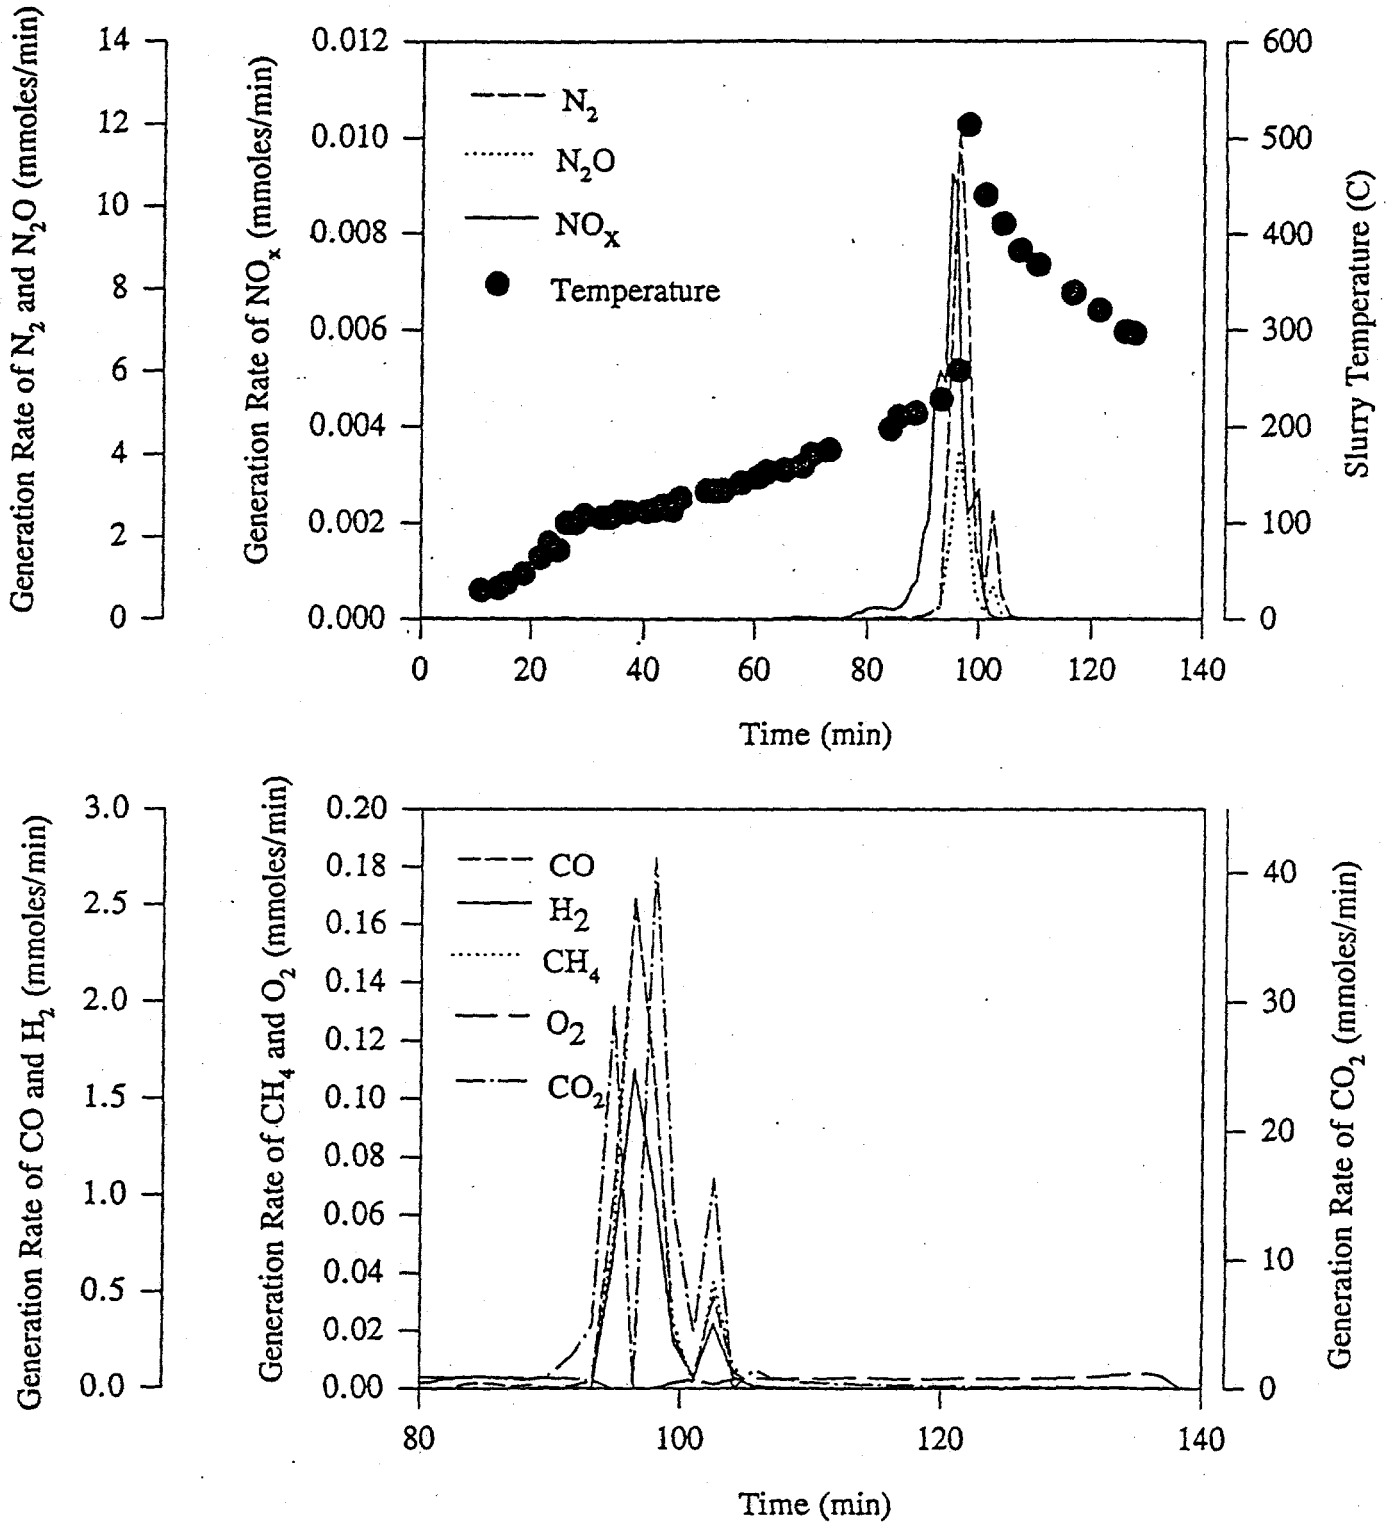 Generation Rate of N2 and N2O (mmoles/min)
14
12
10
8
6
4
2
0
Generation Rate of NOx (mmoles/min)
0.012
0.010
0.008
0.006
0.004
0.002
0.000
N2
N2O
NOX
Temperature
600
500
400
300
200
100
0
Slurry Temperature (C)
0 20 40 60 80 100 120 140
Time (min)
Generation Rate of CO and H2 (mmoles/min)
3.0
2.5
2.0
1.5
1.0
0.5
0.0
Generation Rate of CH4 and O2 (mmoles/min)
0.20
0.18
0.16
0.14
0.12
0.10
0.08
0.06
0.04
0.02
0.00
CO
H2
CH4
O2
CO2
40
30
20
10
0
Generation Rate of CO2 (mmoles/min)
80 100 120 140
Time (min)